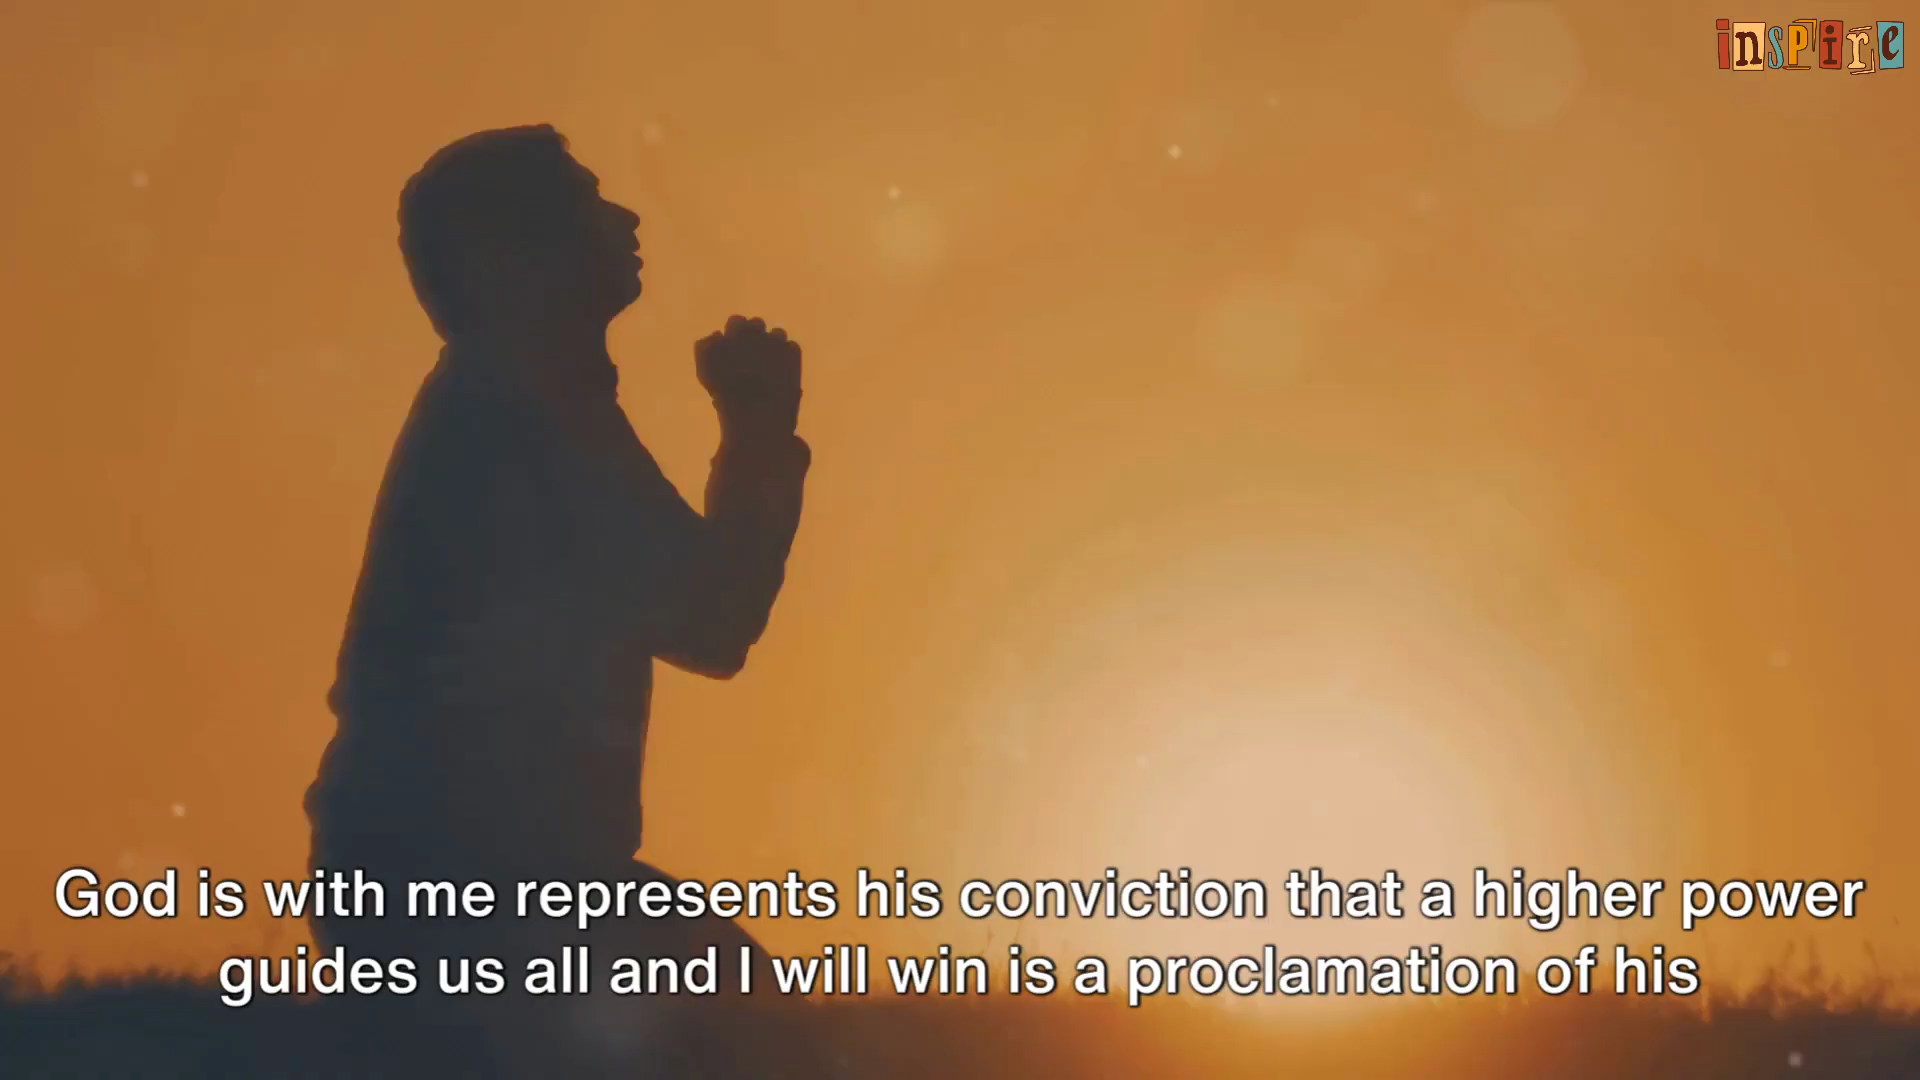 inspire
God is with me represents his conviction that a higher power
guides us all and I will win is a proclamation of his